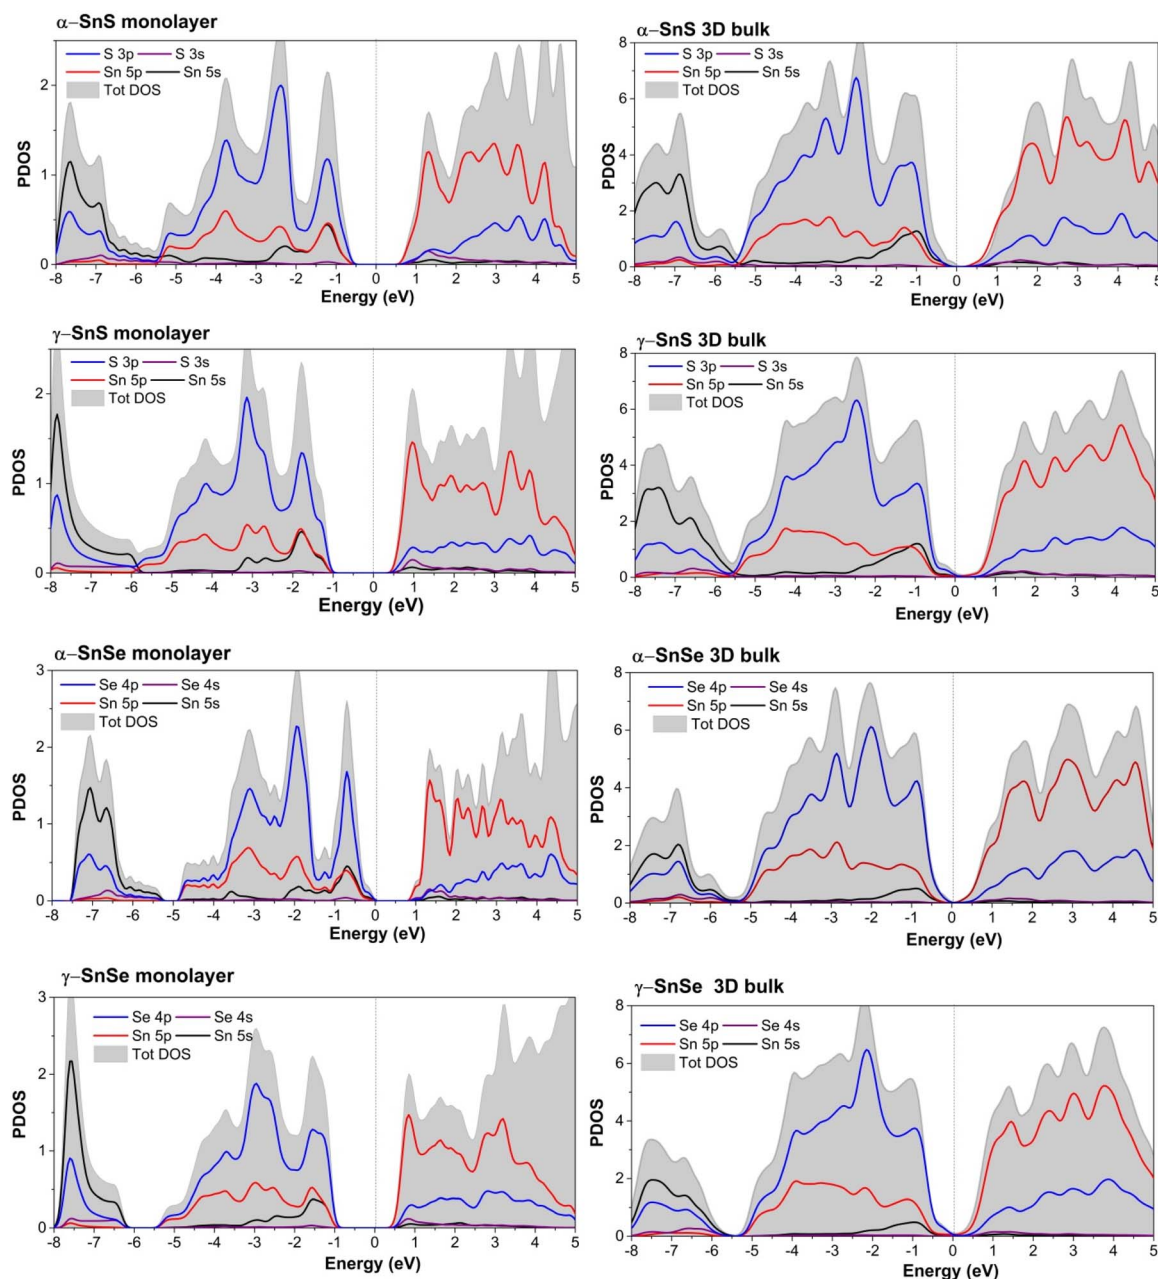 α−SnS monolayer
S 3p S 3s
Sn 5p Sn 5s
Tot DOS
PDOS
2
1
0
-8 -7 -6 -5 -4 -3 -2 -1 0 1 2 3 4 5
Energy (eV)
α−SnS 3D bulk
S 3p S 3s
Sn 5p Sn 5s
Tot DOS
PDOS
8
6
4
2
0
-8 -7 -6 -5 -4 -3 -2 -1 0 1 2 3 4 5
Energy (eV)
γ−SnS monolayer
S 3p S 3s
Sn 5p Sn 5s
Tot DOS
PDOS
2
1
0
-8 -7 -6 -5 -4 -3 -2 -1 0 1 2 3 4 5
Energy (eV)
γ−SnS 3D bulk
S 3p S 3s
Sn 5p Sn 5s
Tot DOS
PDOS
8
6
4
2
0
-8 -7 -6 -5 -4 -3 -2 -1 0 1 2 3 4 5
Energy (eV)
α−SnSe monolayer
Se 4p Se 4s
Sn 5p Sn 5s
Tot DOS
PDOS
3
2
1
0
-8 -7 -6 -5 -4 -3 -2 -1 0 1 2 3 4 5
Energy (eV)
α−SnSe 3D bulk
Se 4p Se 4s
Sn 5p Sn 5s
Tot DOS
PDOS
8
6
4
2
0
-8 -7 -6 -5 -4 -3 -2 -1 0 1 2 3 4 5
Energy (eV)
γ−SnSe monolayer
Se 4p Se 4s
Sn 5p Sn 5s
Tot DOS
PDOS
3
2
1
0
-8 -7 -6 -5 -4 -3 -2 -1 0 1 2 3 4 5
Energy (eV)
γ−SnSe 3D bulk
Se 4p Se 4s
Sn 5p Sn 5s
Tot DOS
PDOS
8
6
4
2
0
-8 -7 -6 -5 -4 -3 -2 -1 0 1 2 3 4 5
Energy (eV)